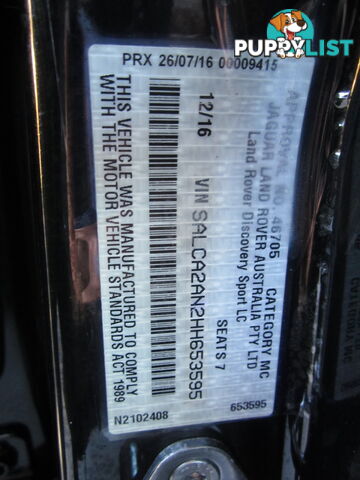 PUPPYLIST
PRX 26/07/16 00009415
APPROVAL NO. 46705 CATEGORY MC
JAGUAR LAND ROVER AUSTRALIA PTY LTD
Land Rover Discovery Sport LC
12/16 VIN SALCA2AN2HH653595
SEATS 7
THIS VEHICLE WAS MANUFACTURED TO COMPLY
WITH THE MOTOR VEHICLE STANDARDS ACT 1989
N2102408
653595